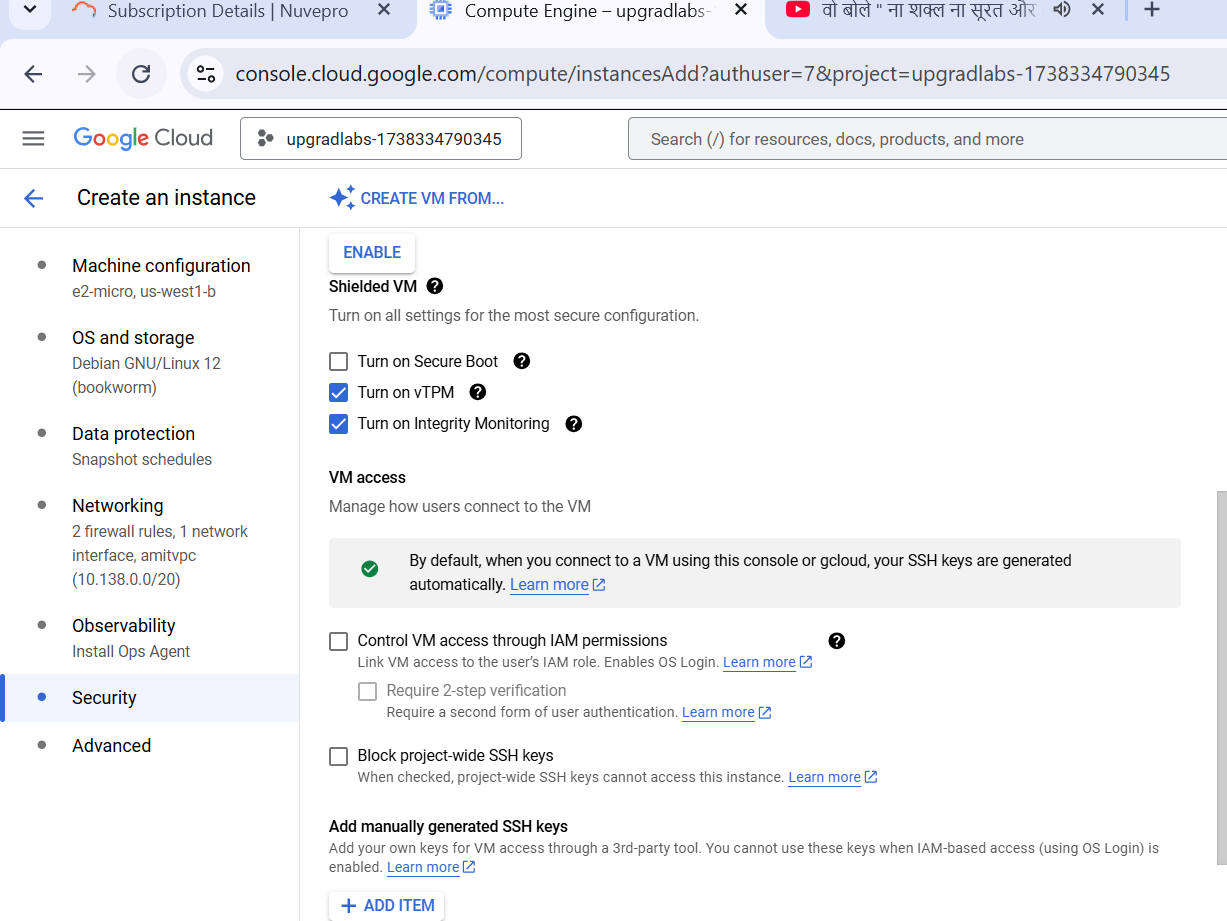 Subscription Details | Nuvepro
Compute Engine – upgradlabs-
वो बोले " ना शक्ल ना सूरत और
console.cloud.google.com/compute/instancesAdd?authuser=7&project=upgradlabs-1738334790345
Google Cloud
upgradlabs-1738334790345
Search (/) for resources, docs, products, and more
Create an instance
CREATE VM FROM...
Machine configuration
e2-micro, us-west1-b
OS and storage
Debian GNU/Linux 12
(bookworm)
Data protection
Snapshot schedules
Networking
2 firewall rules, 1 network
interface, amitvpc
(10.138.0.0/20)
Observability
Install Ops Agent
Security
Advanced
ENABLE
Shielded VM
Turn on all settings for the most secure configuration.
Turn on Secure Boot
Turn on vTPM
Turn on Integrity Monitoring
VM access
Manage how users connect to the VM
By default, when you connect to a VM using this console or gcloud, your SSH keys are generated
automatically. Learn more
Control VM access through IAM permissions
Link VM access to the user's IAM role. Enables OS Login. Learn more
Require 2-step verification
Require a second form of user authentication. Learn more
Block project-wide SSH keys
When checked, project-wide SSH keys cannot access this instance. Learn more
Add manually generated SSH keys
Add your own keys for VM access through a 3rd-party tool. You cannot use these keys when IAM-based access (using OS Login) is
enabled. Learn more
+ ADD ITEM